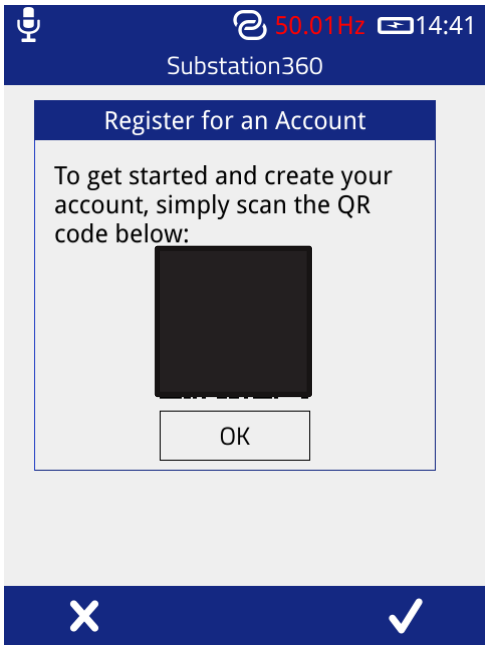 50.01Hz 14:41
Substation360
Register for an Account
To get started and create your
account, simply scan the QR
code below:
OK